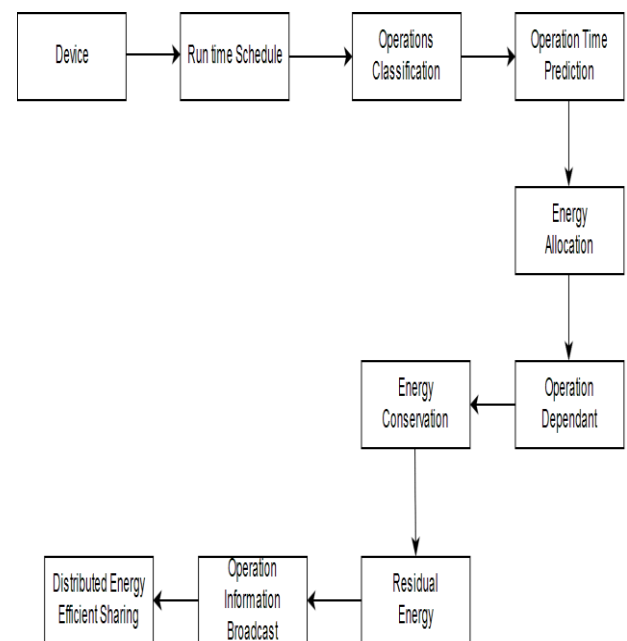 Device
Run time Schedule
Operations
Classification
Operation Time
Prediction
Energy
Allocation
Operation
Dependant
Energy
Conservation
Residual
Energy
Operation
Information
Broadcast
Distributed Energy
Efficient Sharing